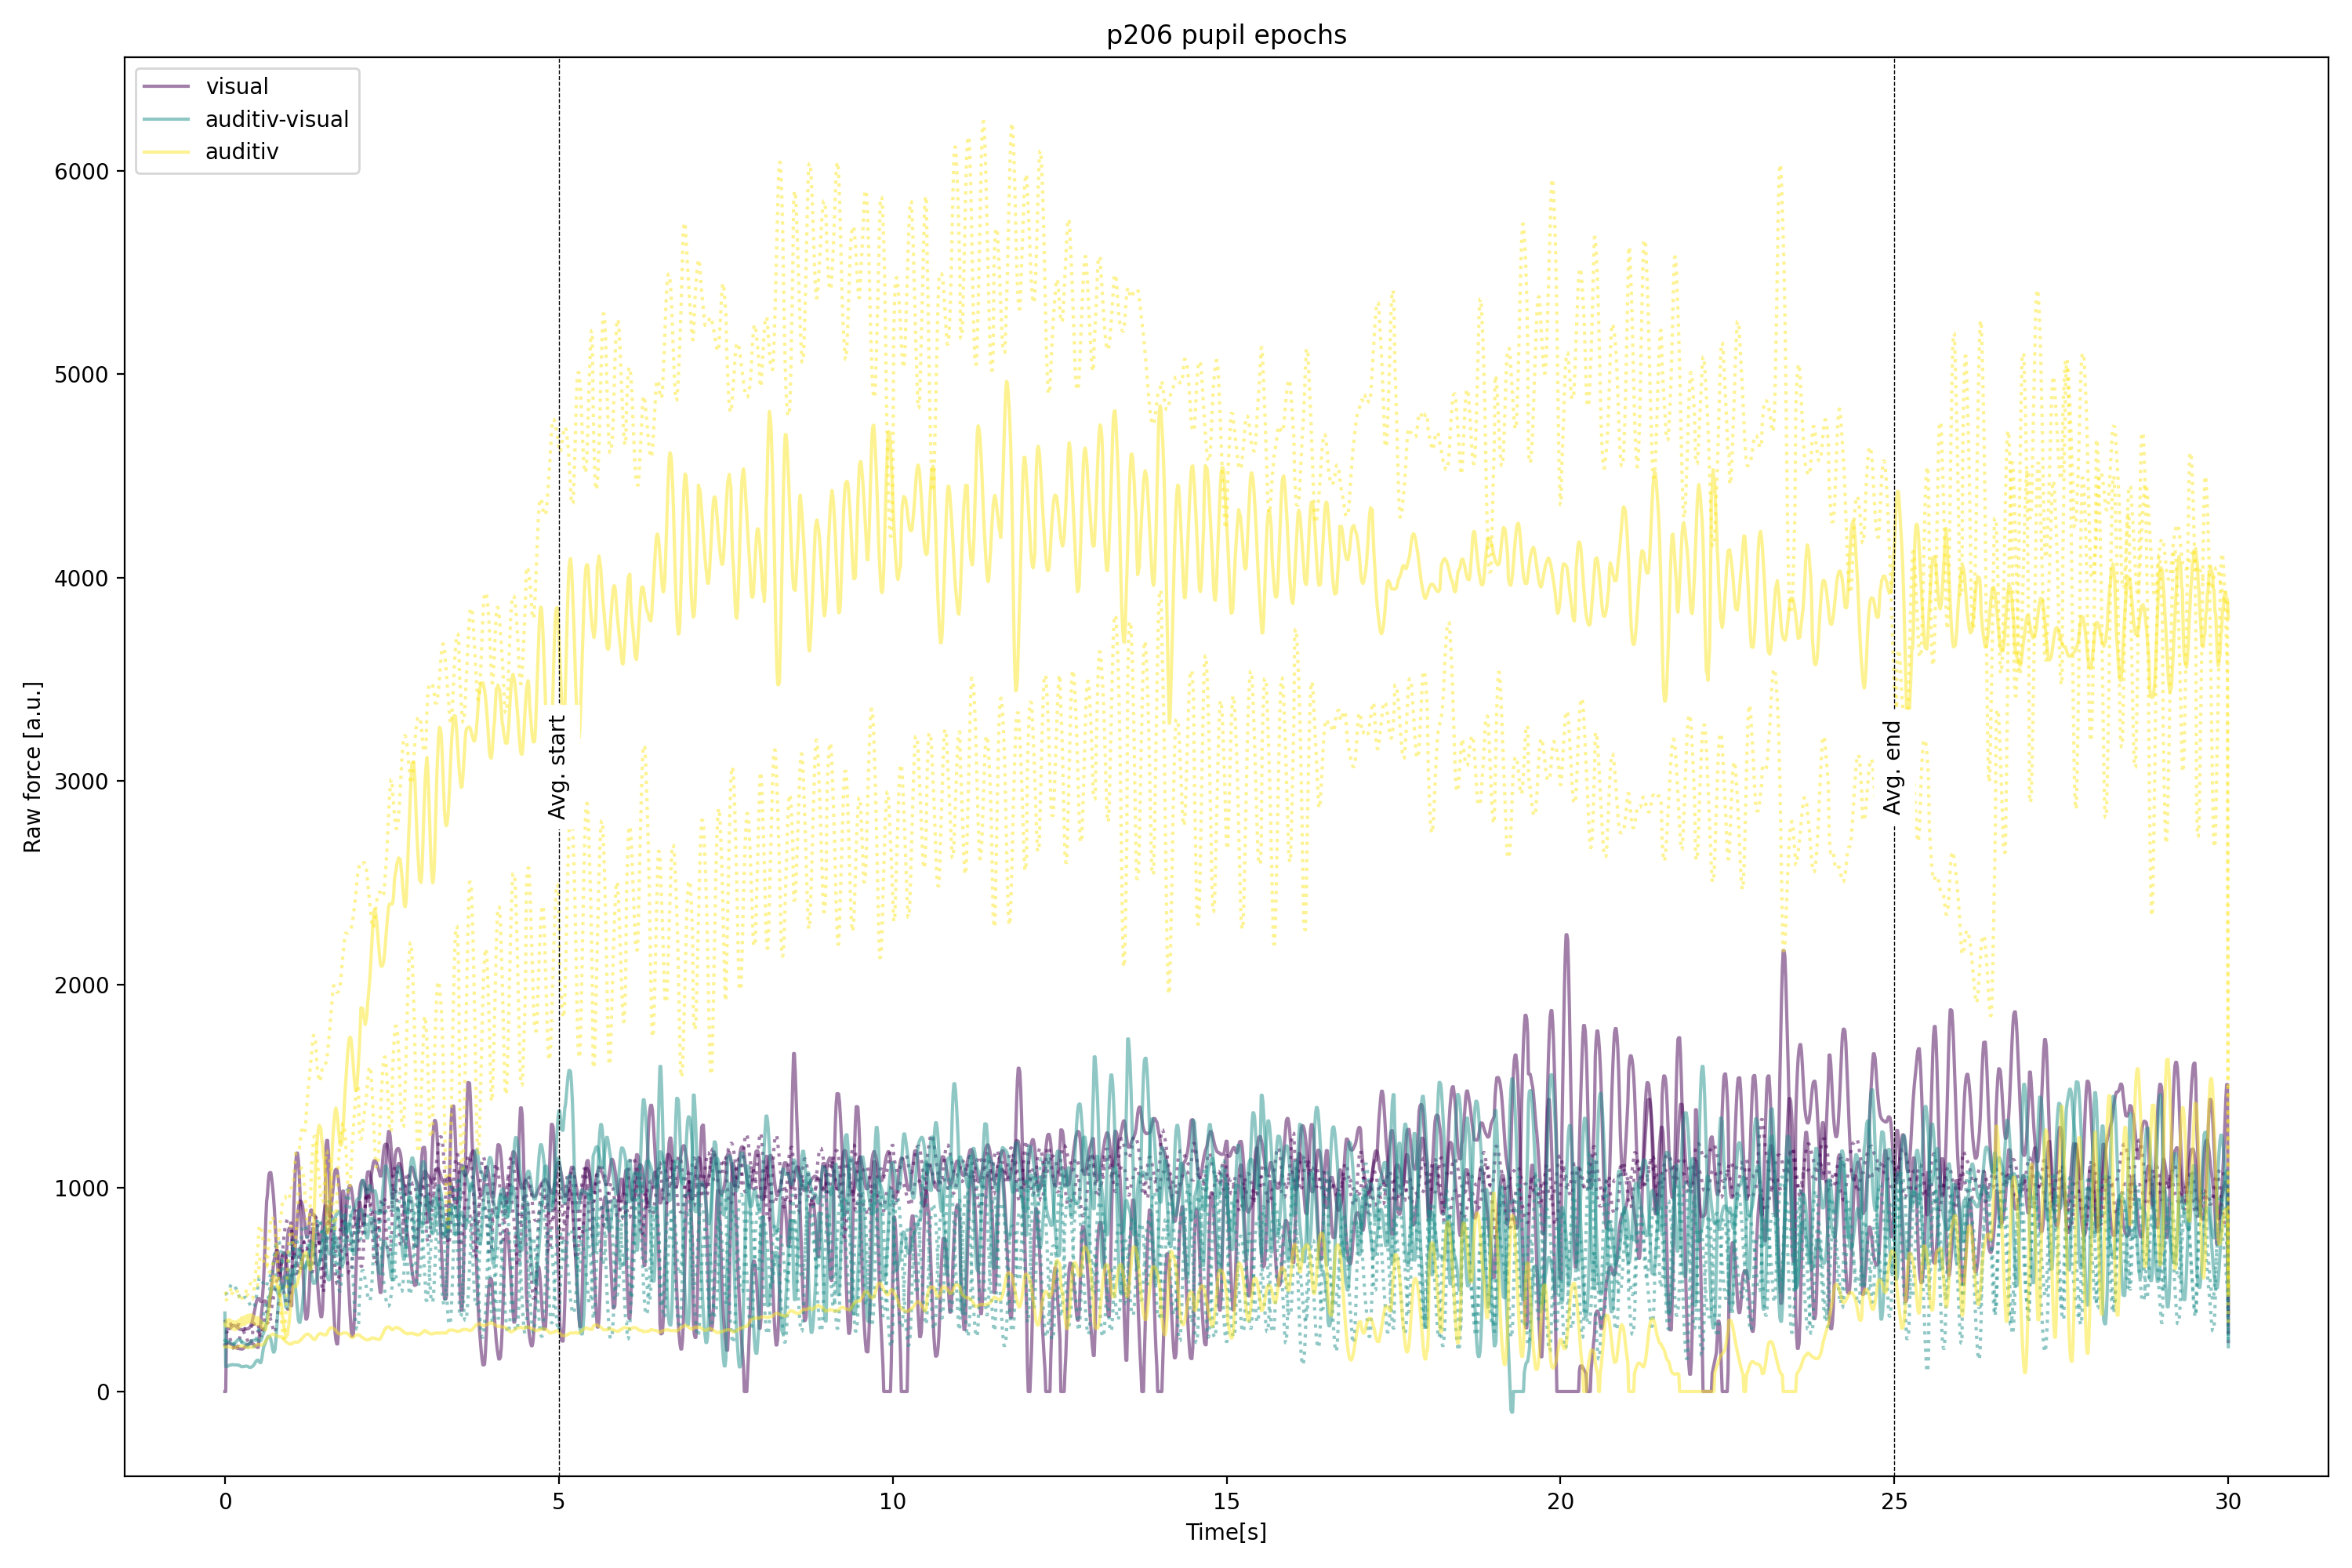 p206 pupil epochs
visual
auditiv-visual
auditiv
6000
5000
4000
3000
2000
1000
0
Raw force [a.u.]
Avg. start
Avg. end
0 5 10 15 20 25 30
Time[s]